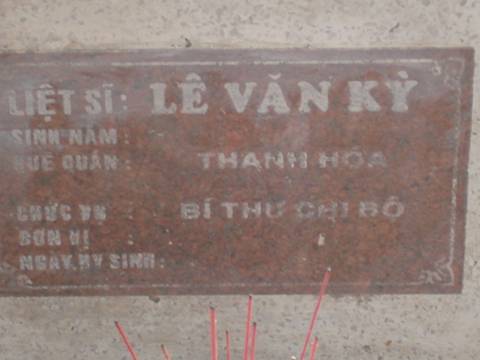 LIỆT SĨ: LÊ VĂN KỲ
SINH NĂM:
HUÊ QUÁN: THANH HÓA
CHỨC VỤ : BÍ THƯ CHI BỘ
ĐƠN VỊ :
NGÀY HY SINH: